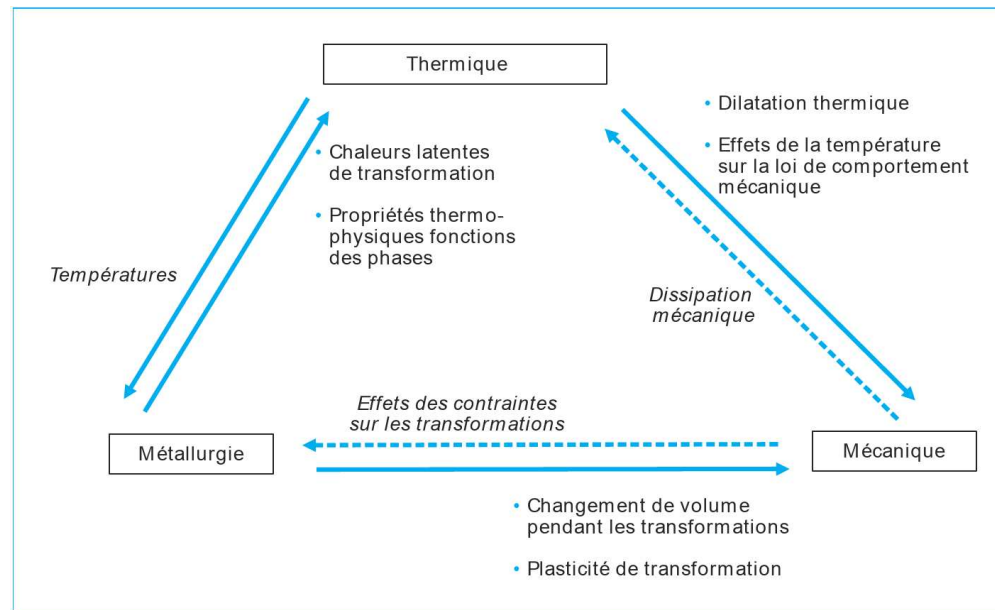 Thermique
• Dilatation thermique
• Effets de la température
sur la loi de comportement
mécanique
• Chaleurs latentes
de transformation
• Propriétés thermo-
physiques fonctions
des phases
Températures
Dissipation
mécanique
Effets des contraintes
sur les transformations
Métallurgie
Mécanique
• Changement de volume
pendant les transformations
• Plasticité de transformation